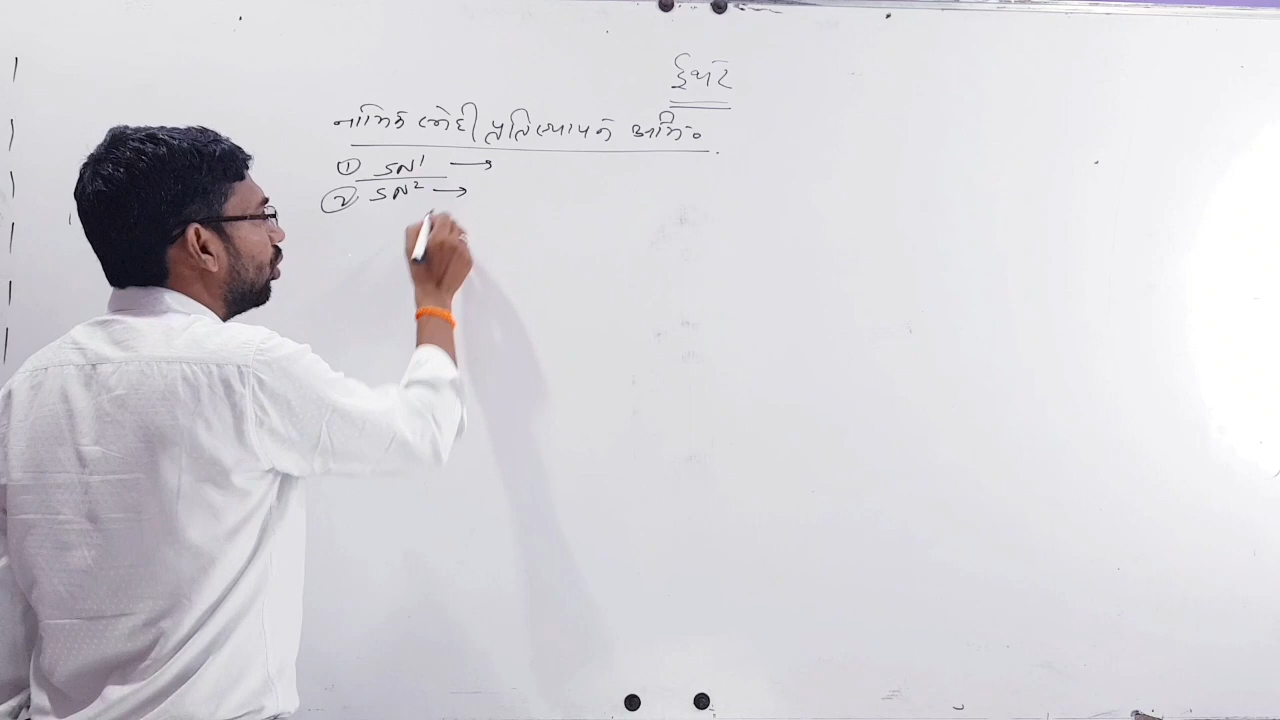 ईथर
नाभिक स्नेही प्रतिस्थापन अभि०
① SN¹ →
② SN² →